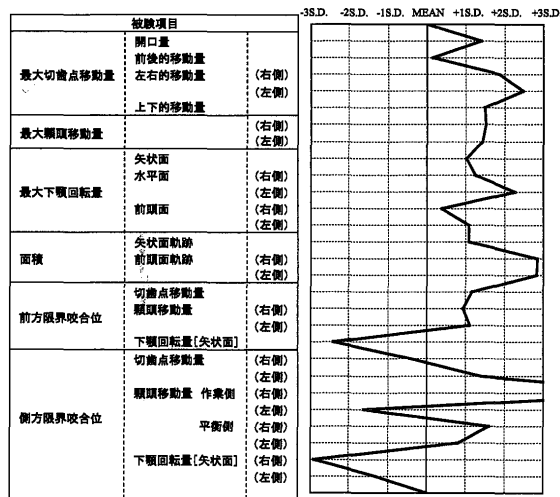 -3S.D. -2S.D. -1S.D. MEAN +1S.D. +2S.D. +3S.D.
被験項目
開口量
前後的移動量
最大切歯点移動量 左右的移動量 (右側)
(左側)
上下的移動量
最大顆頭移動量 (右側)
(左側)
矢状面
水平面 (右側)
最大下顎回転量 (左側)
前頭面 (右側)
(左側)
矢状面軌跡
面積 前頭面軌跡 (右側)
(左側)
切歯点移動量
前方限界咬合位 顆頭移動量 (右側)
(左側)
下顎回転量[矢状面]
切歯点移動量 (右側)
(左側)
顆頭移動量 作業側 (右側)
側方限界咬合位 (左側)
平衡側 (右側)
(左側)
下顎回転量[矢状面] (右側)
(左側)